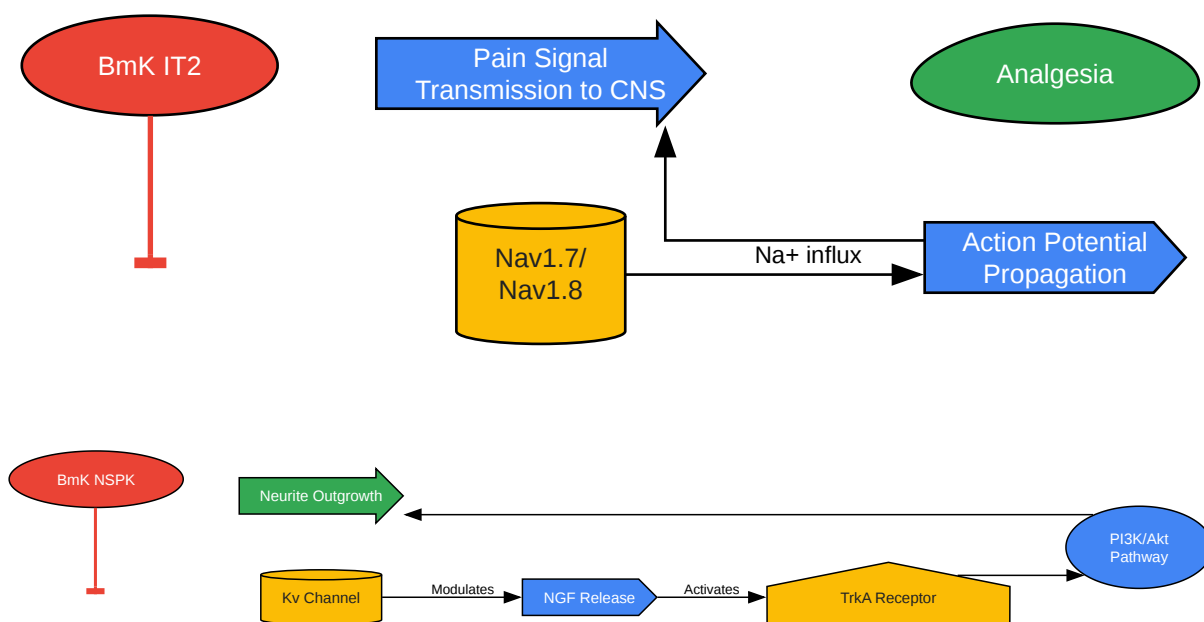 BmK IT2
Pain Signal
Transmission to CNS
Analgesia
Nav1.7/
Nav1.8
Na+ influx
Action Potential
Propagation
BmK NSPK
Neurite Outgrowth
PI3K/Akt
Pathway
Kv Channel
Modulates
NGF Release
Activates
TrkA Receptor